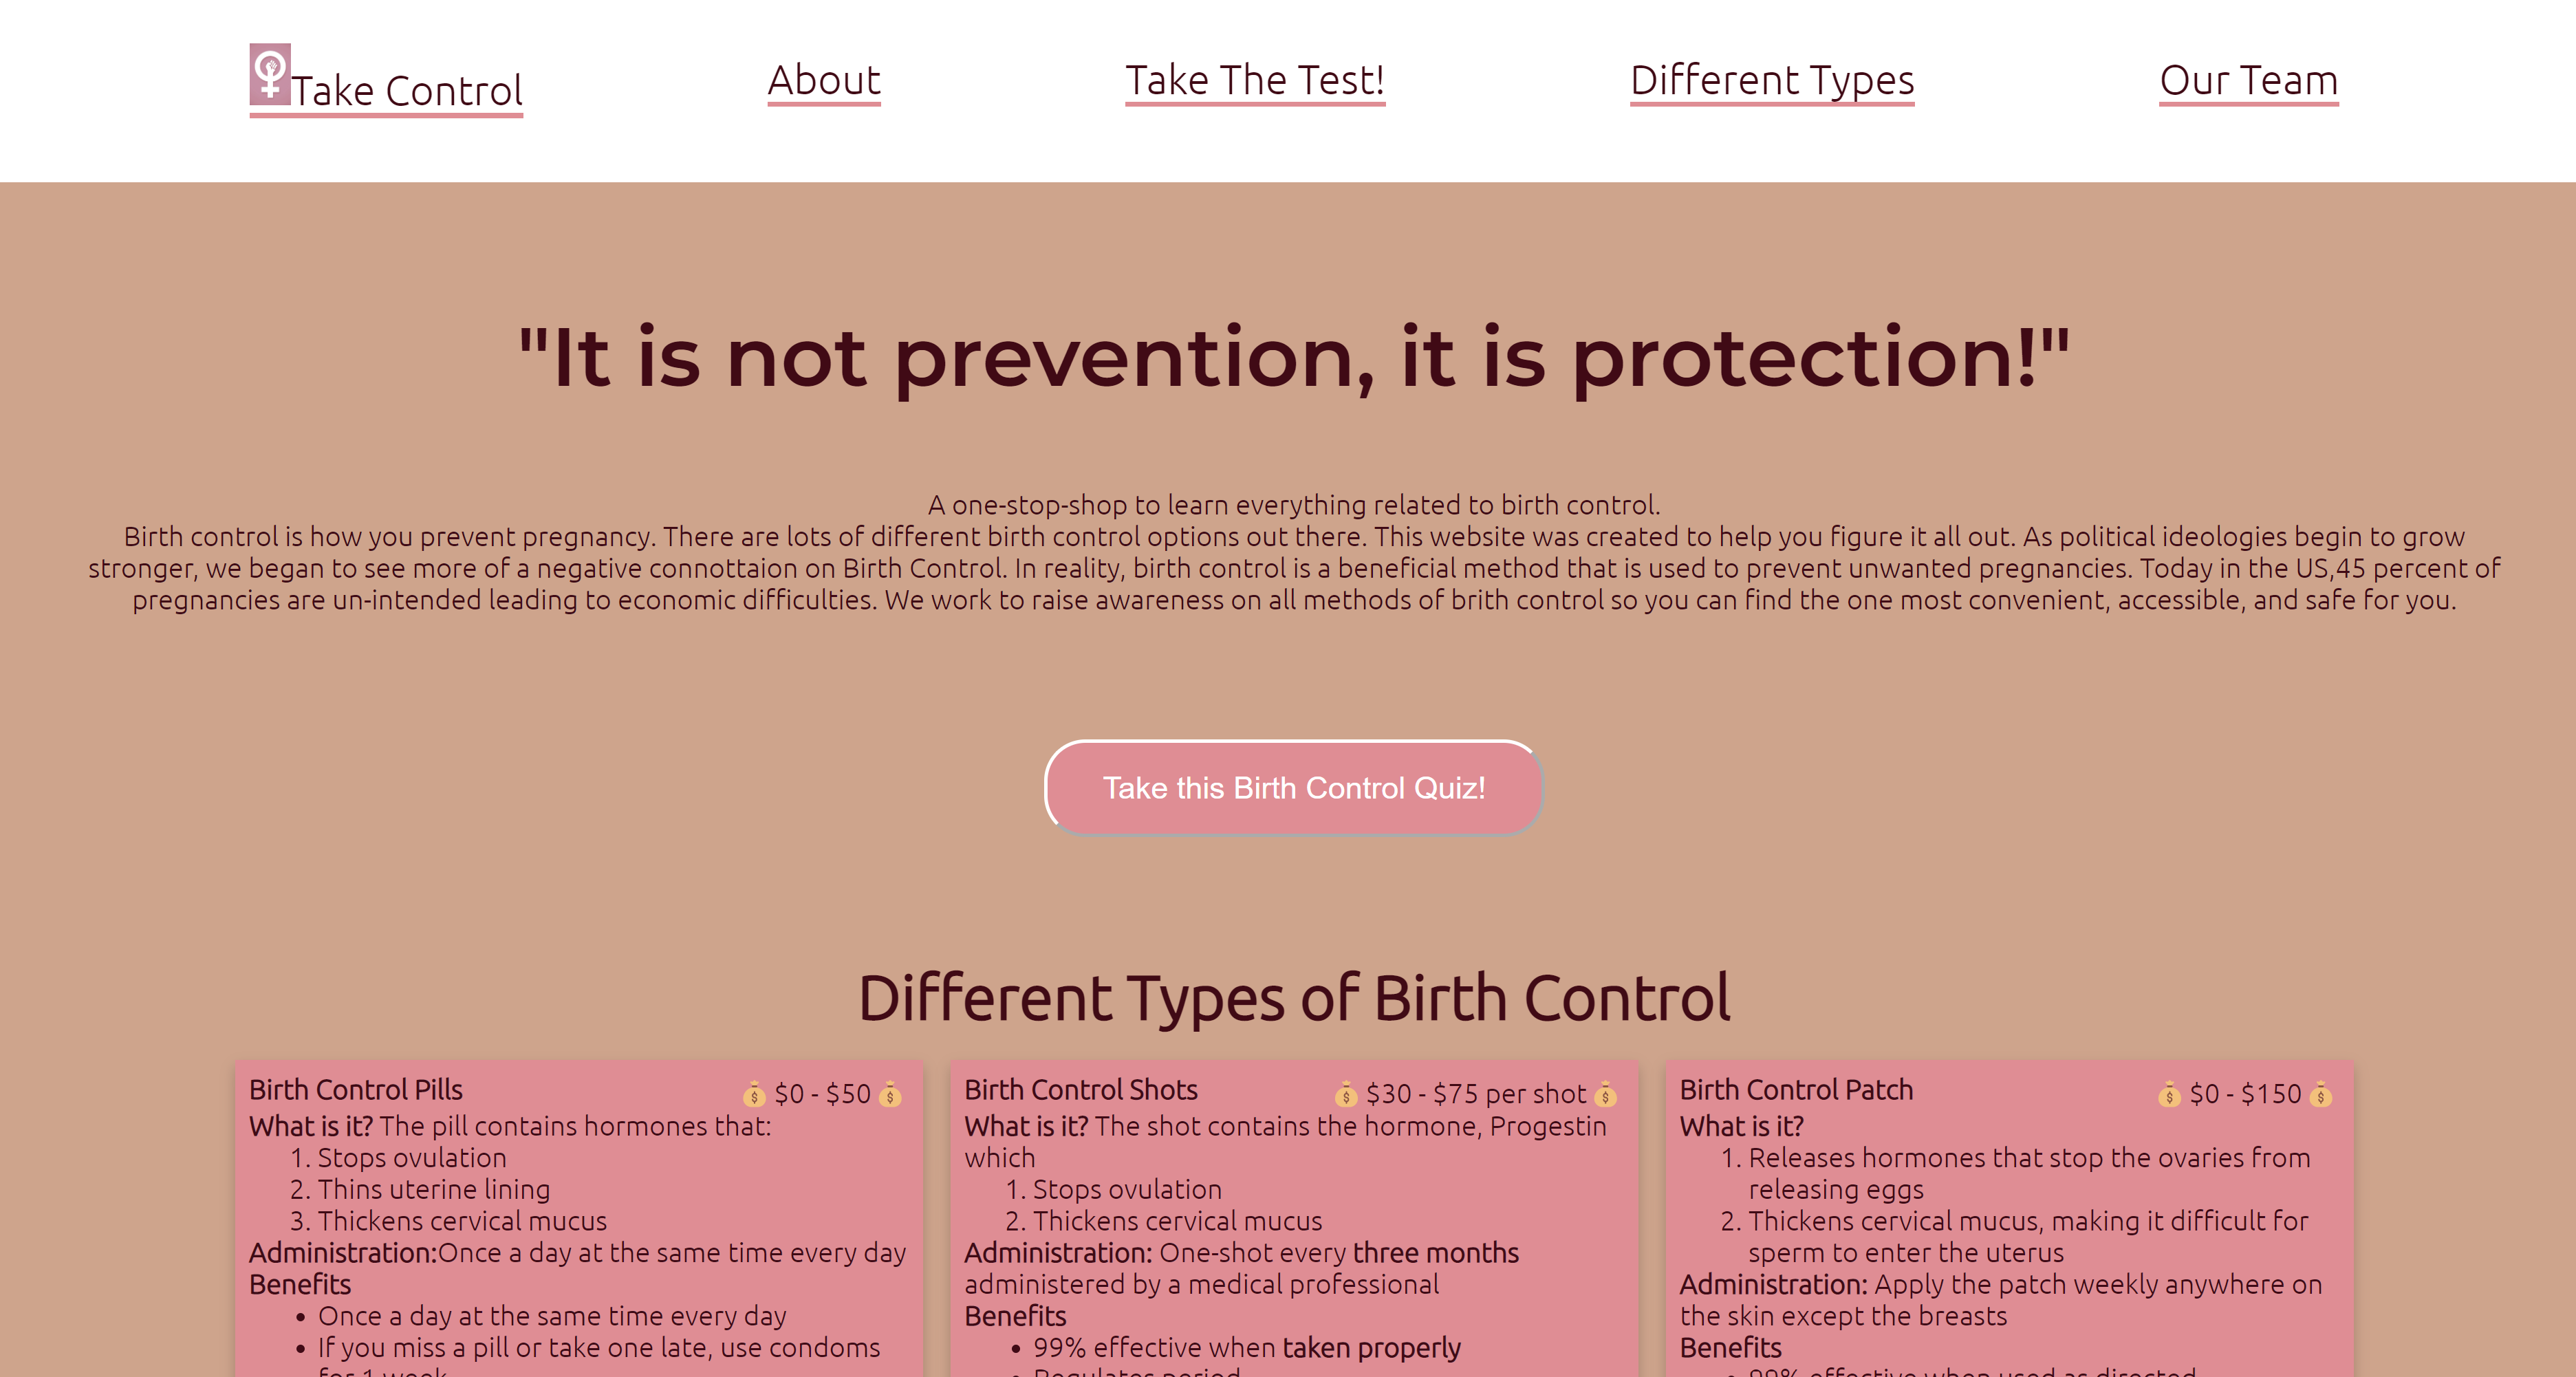 Take Control
About
Take The Test!
Different Types
Our Team
"It is not prevention, it is protection!"
A one-stop-shop to learn everything related to birth control.
Birth control is how you prevent pregnancy. There are lots of different birth control options out there. This website was created to help you figure it all out. As political ideologies begin to grow
stronger, we began to see more of a negative connottaion on Birth Control. In reality, birth control is a beneficial method that is used to prevent unwanted pregnancies. Today in the US,45 percent of
pregnancies are un-intended leading to economic difficulties. We work to raise awareness on all methods of brith control so you can find the one most convenient, accessible, and safe for you.
Take this Birth Control Quiz!
Different Types of Birth Control
Birth Control Pills
$0 - $50
What is it? The pill contains hormones that:
1. Stops ovulation
2. Thins uterine lining
3. Thickens cervical mucus
Administration:Once a day at the same time every day
Benefits
• Once a day at the same time every day
• If you miss a pill or take one late, use condoms
for 1 week
Birth Control Shots
$30 - $75 per shot
What is it? The shot contains the hormone, Progestin
which
1. Stops ovulation
2. Thickens cervical mucus
Administration: One-shot every three months
administered by a medical professional
Benefits
• 99% effective when taken properly
• Regulates period
Birth Control Patch
$0 - $150
What is it?
1. Releases hormones that stop the ovaries from
releasing eggs
2. Thickens cervical mucus, making it difficult for
sperm to enter the uterus
Administration: Apply the patch weekly anywhere on
the skin except the breasts
Benefits
• 99% effective when used as directed